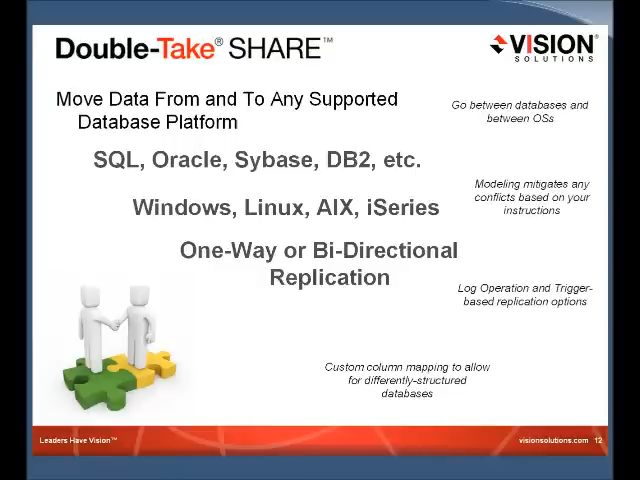 Double-Take® SHARE™
VISION®
SOLUTIONS
Move Data From and To Any Supported
Database Platform
Go between databases and
between OSs
SQL, Oracle, Sybase, DB2, etc.
Modeling mitigates any
conflicts based on your
instructions
Windows, Linux, AIX, iSeries
One-Way or Bi-Directional
Replication
Log Operation and Trigger-
based replication options
Custom column mapping to allow
for differently-structured
databases
Leaders Have Vision™
visionsolutions.com 12